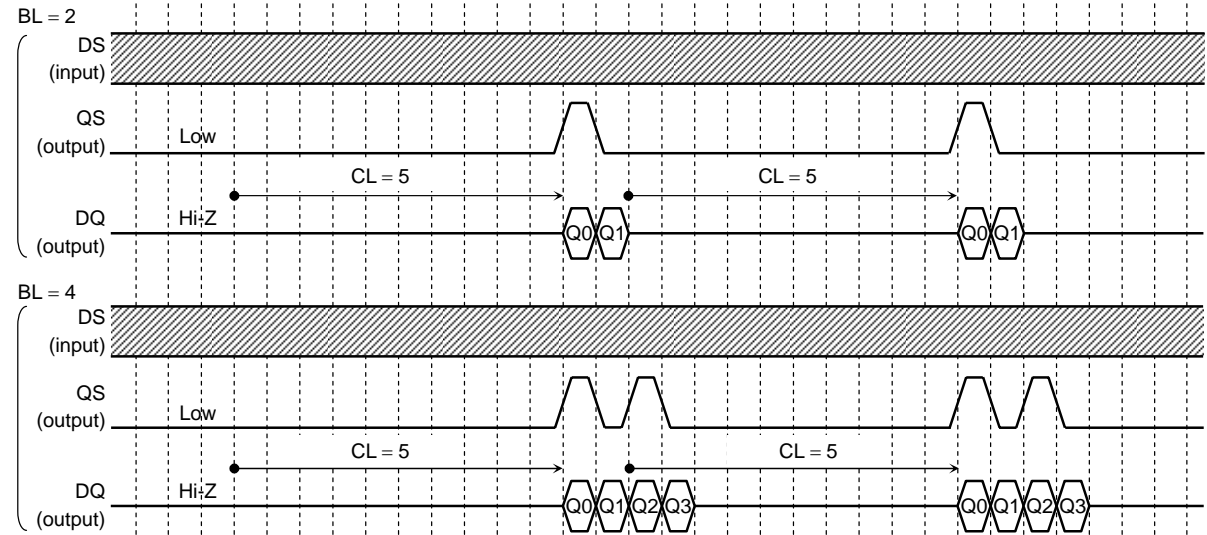 BL = 2
DS
(input)
QS
(output)
Low
CL = 5
CL = 5
DQ
(output)
Hi-Z
Q0 Q1
Q0 Q1
BL = 4
DS
(input)
QS
(output)
Low
CL = 5
CL = 5
DQ
(output)
Hi-Z
Q0 Q1 Q2 Q3
Q0 Q1 Q2 Q3